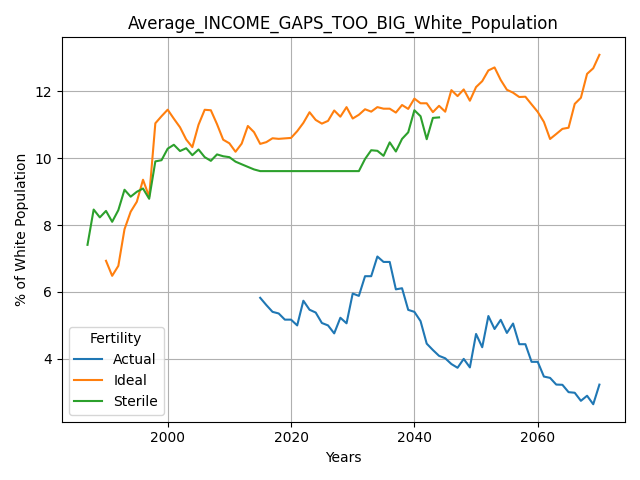 Average_INCOME_GAPS_TOO_BIG_White_Population
% of White Population
12
10
8
6
4
Fertility
Actual
Ideal
Sterile
2000
2020
2040
2060
Years